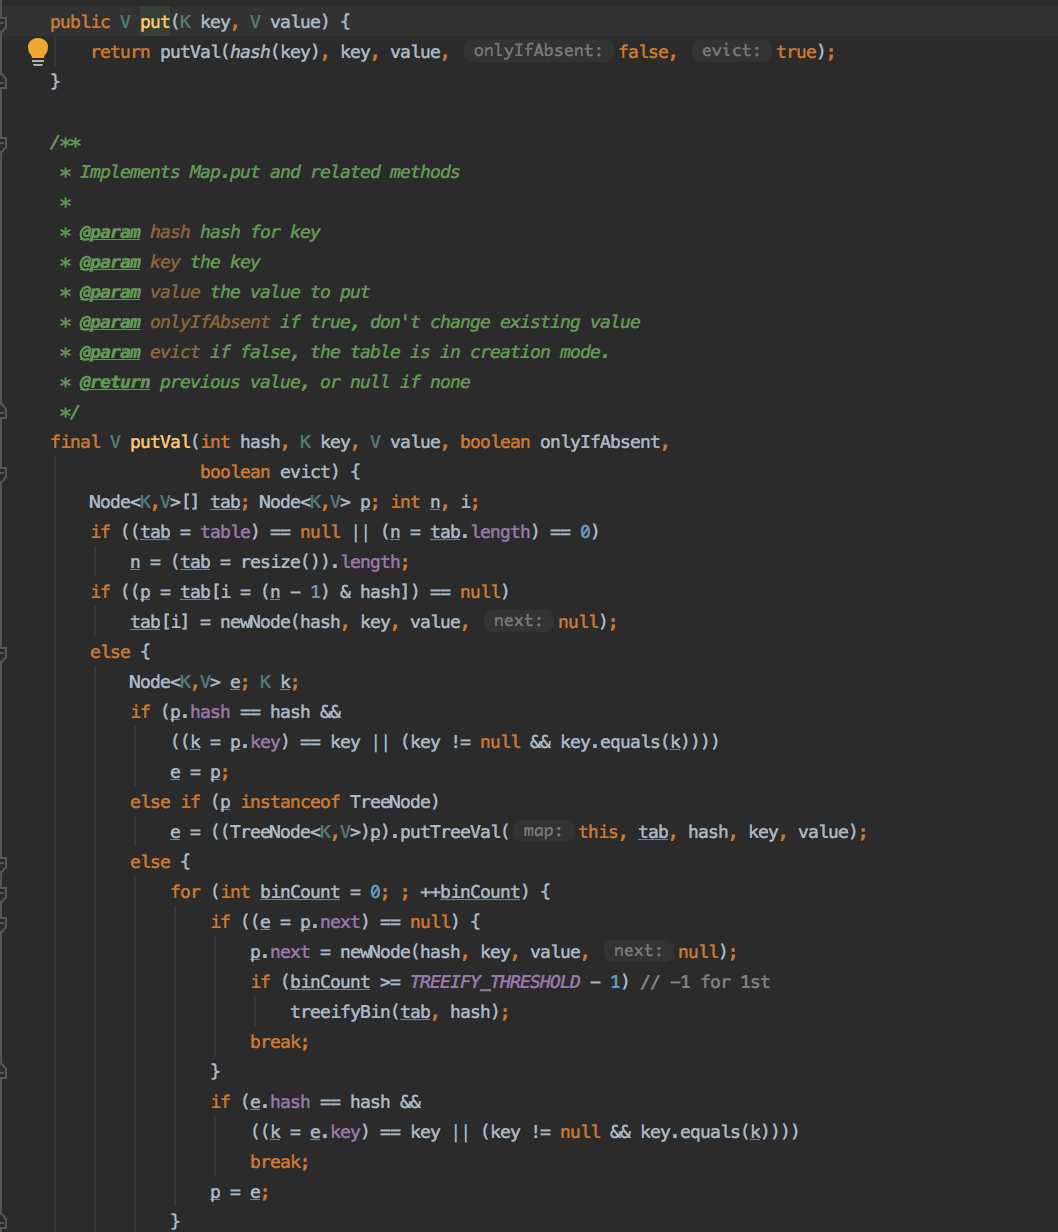 public V put(K key, V value) {
    return putVal(hash(key), key, value, onlyIfAbsent: false, evict: true);
}
/**
 * Implements Map.put and related methods
 *
 * @param hash hash for key
 * @param key the key
 * @param value the value to put
 * @param onlyIfAbsent if true, don't change existing value
 * @param evict if false, the table is in creation mode.
 * @return previous value, or null if none
 */
final V putVal(int hash, K key, V value, boolean onlyIfAbsent,
               boolean evict) {
    Node<K,V>[] tab; Node<K,V> p; int n, i;
    if ((tab = table) == null || (n = tab.length) == 0)
        n = (tab = resize()).length;
    if ((p = tab[i = (n - 1) & hash]) == null)
        tab[i] = newNode(hash, key, value, next: null);
    else {
        Node<K,V> e; K k;
        if (p.hash == hash &&
            ((k = p.key) == key || (key != null && key.equals(k))))
            e = p;
        else if (p instanceof TreeNode)
            e = ((TreeNode<K,V>)p).putTreeVal( map: this, tab, hash, key, value);
        else {
            for (int binCount = 0; ; ++binCount) {
                if ((e = p.next) == null) {
                    p.next = newNode(hash, key, value, next: null);
                    if (binCount >= TREEIFY_THRESHOLD - 1) // -1 for 1st
                        treeifyBin(tab, hash);
                    break;
                }
                if (e.hash == hash &&
                    ((k = e.key) == key || (key != null && key.equals(k))))
                    break;
                p = e;
            }